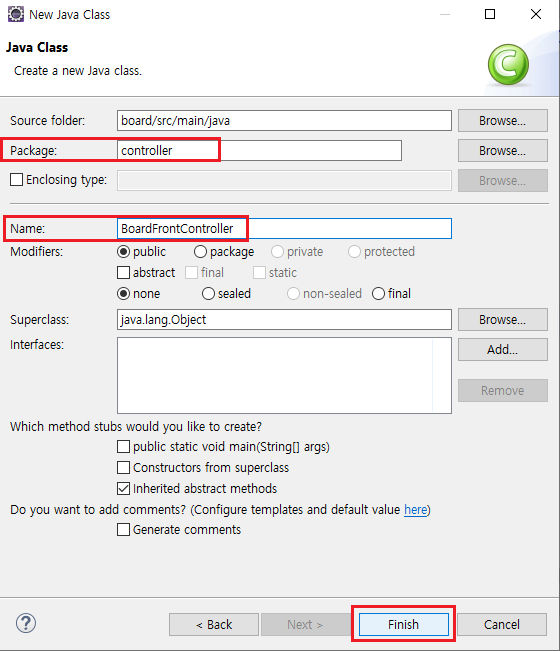 New Java Class
Java Class
Create a new Java class.
C
Source folder: board/src/main/java Browse...
Package: controller Browse...
Enclosing type: Browse...
Name: BoardFrontController
Modifiers: public package private protected
abstract final static
none sealed non-sealed final
Superclass: java.lang.Object Browse...
Interfaces: Add...
Remove
Which method stubs would you like to create?
public static void main(String[] args)
Constructors from superclass
Inherited abstract methods
Do you want to add comments? (Configure templates and default value here)
Generate comments
? < Back Next > Finish Cancel